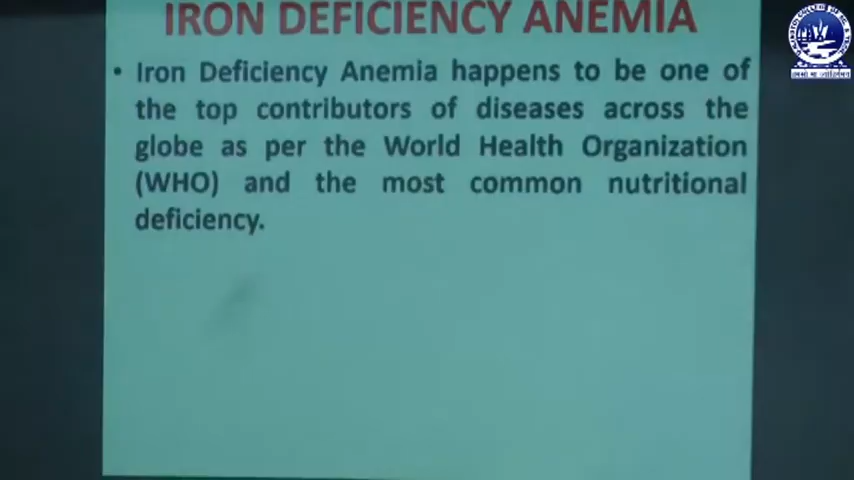 IRON DEFICIENCY ANEMIA
• Iron Deficiency Anemia happens to be one of
the top contributors of diseases across the
globe as per the World Health Organization
(WHO) and the most common nutritional
deficiency.